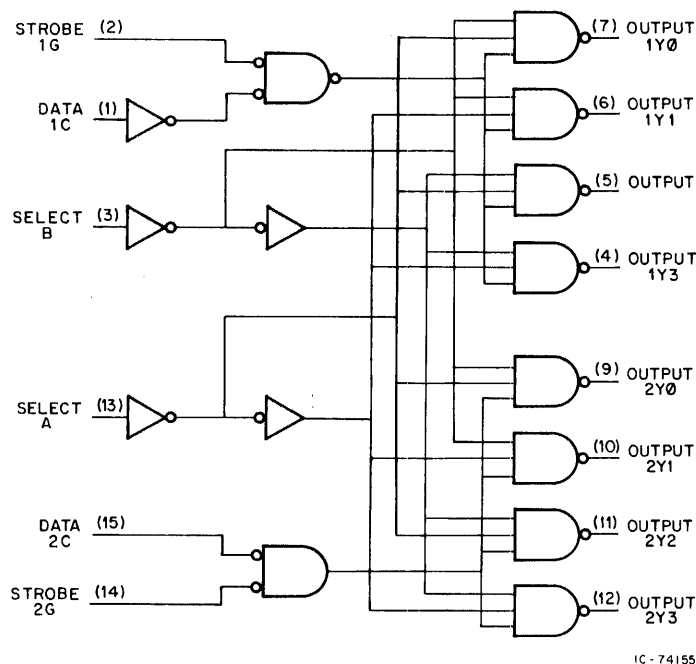 STROBE (2)
1G
DATA (1)
1C
SELECT (3)
B
SELECT (13)
A
DATA (15)
2C
STROBE (14)
2G
(7) OUTPUT
1Y0
(6) OUTPUT
1Y1
(5) OUTPUT
(4) OUTPUT
1Y3
(9) OUTPUT
2Y0
(10) OUTPUT
2Y1
(11) OUTPUT
2Y2
(12) OUTPUT
2Y3
IC-74155